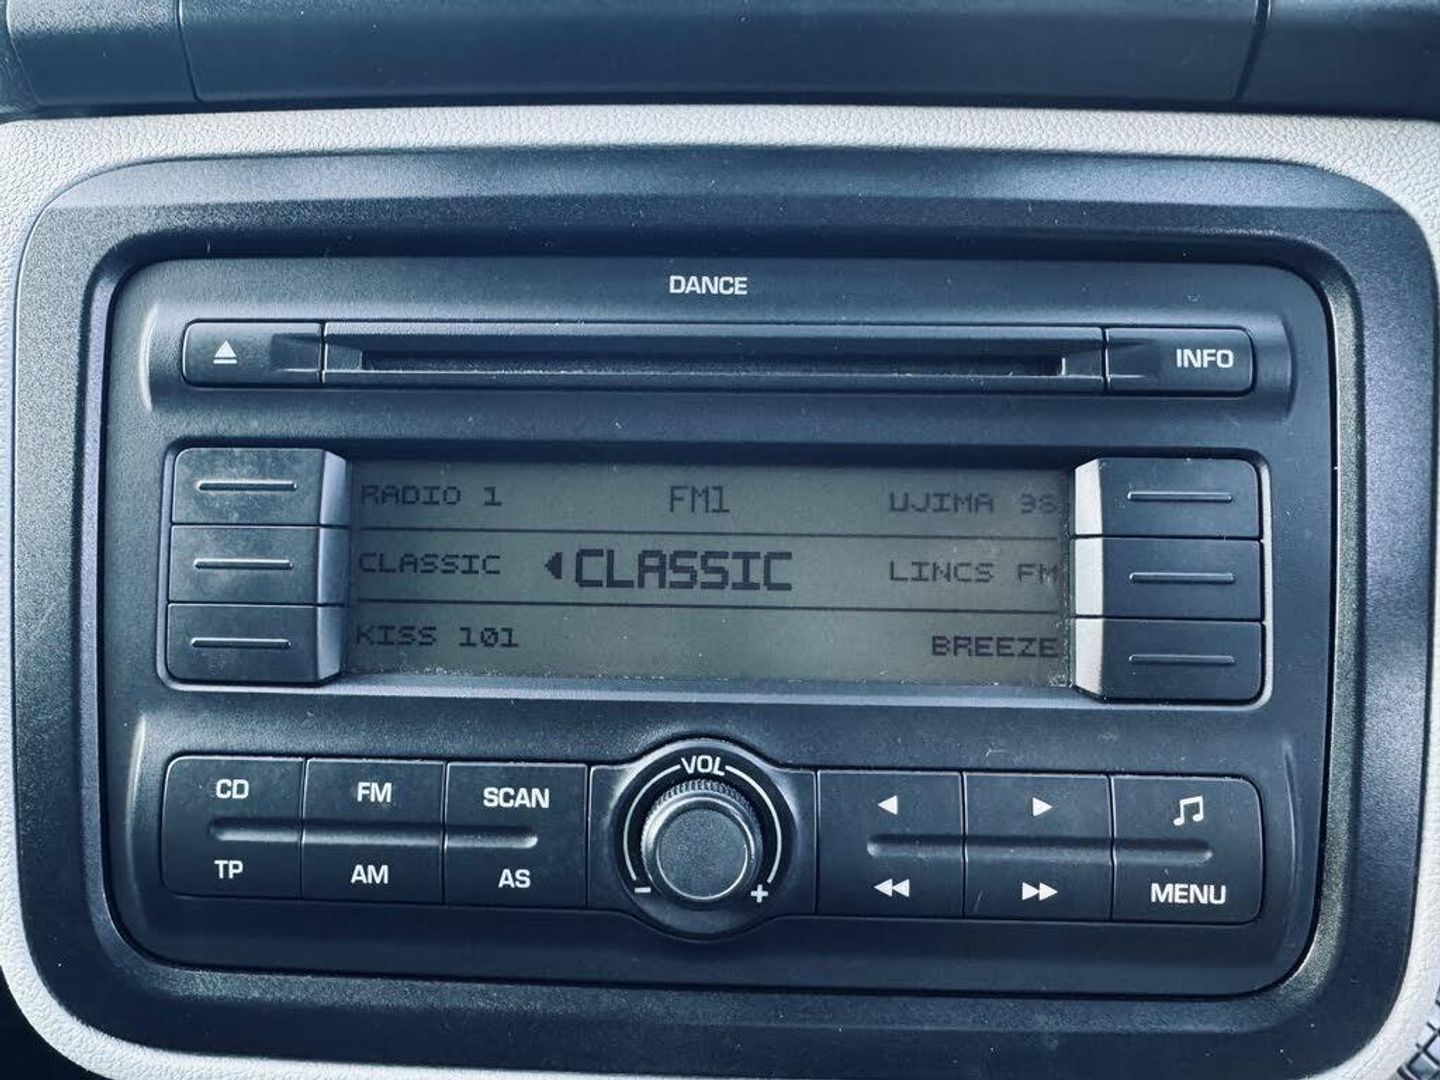 DANCE
INFO
RADIO 1 FM1 UJIMA 98
CLASSIC CLASSIC LINCS FM
KISS 101 BREEZE
CD FM SCAN VOL
TP AM AS - + MENU